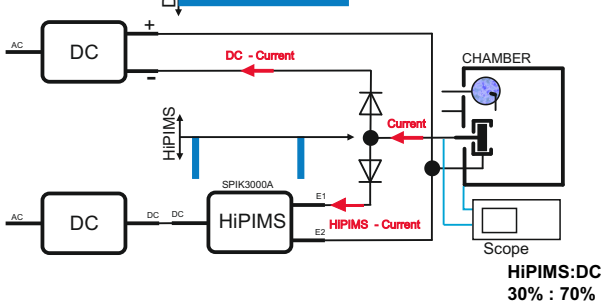 +
AC
DC
DC - Current
−
CHAMBER
HiPIMS
Current
SPIK3000A
AC
DC
DC
DC
HiPIMS
E1
HIPIMS - Current
E2
Scope
HiPIMS:DC
30% : 70%